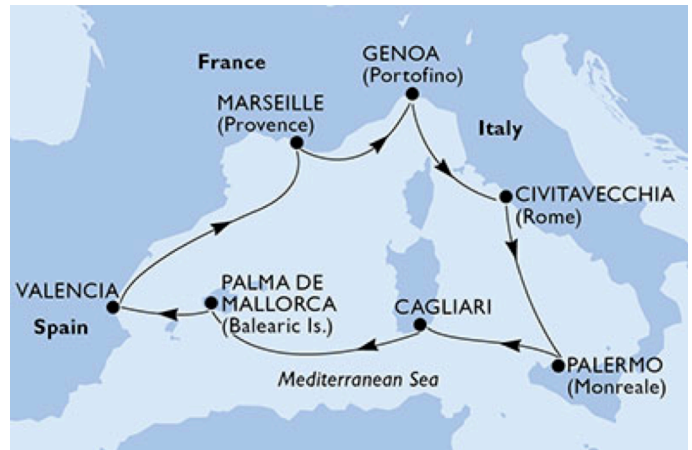 France
GENOA
(Portofino)
MARSEILLE
(Provence)
Italy
CIVITAVECCHIA
(Rome)
VALENCIA
Spain
PALMA DE
MALLORCA
(Balearic Is.)
CAGLIARI
PALERMO
(Monreale)
Mediterranean Sea